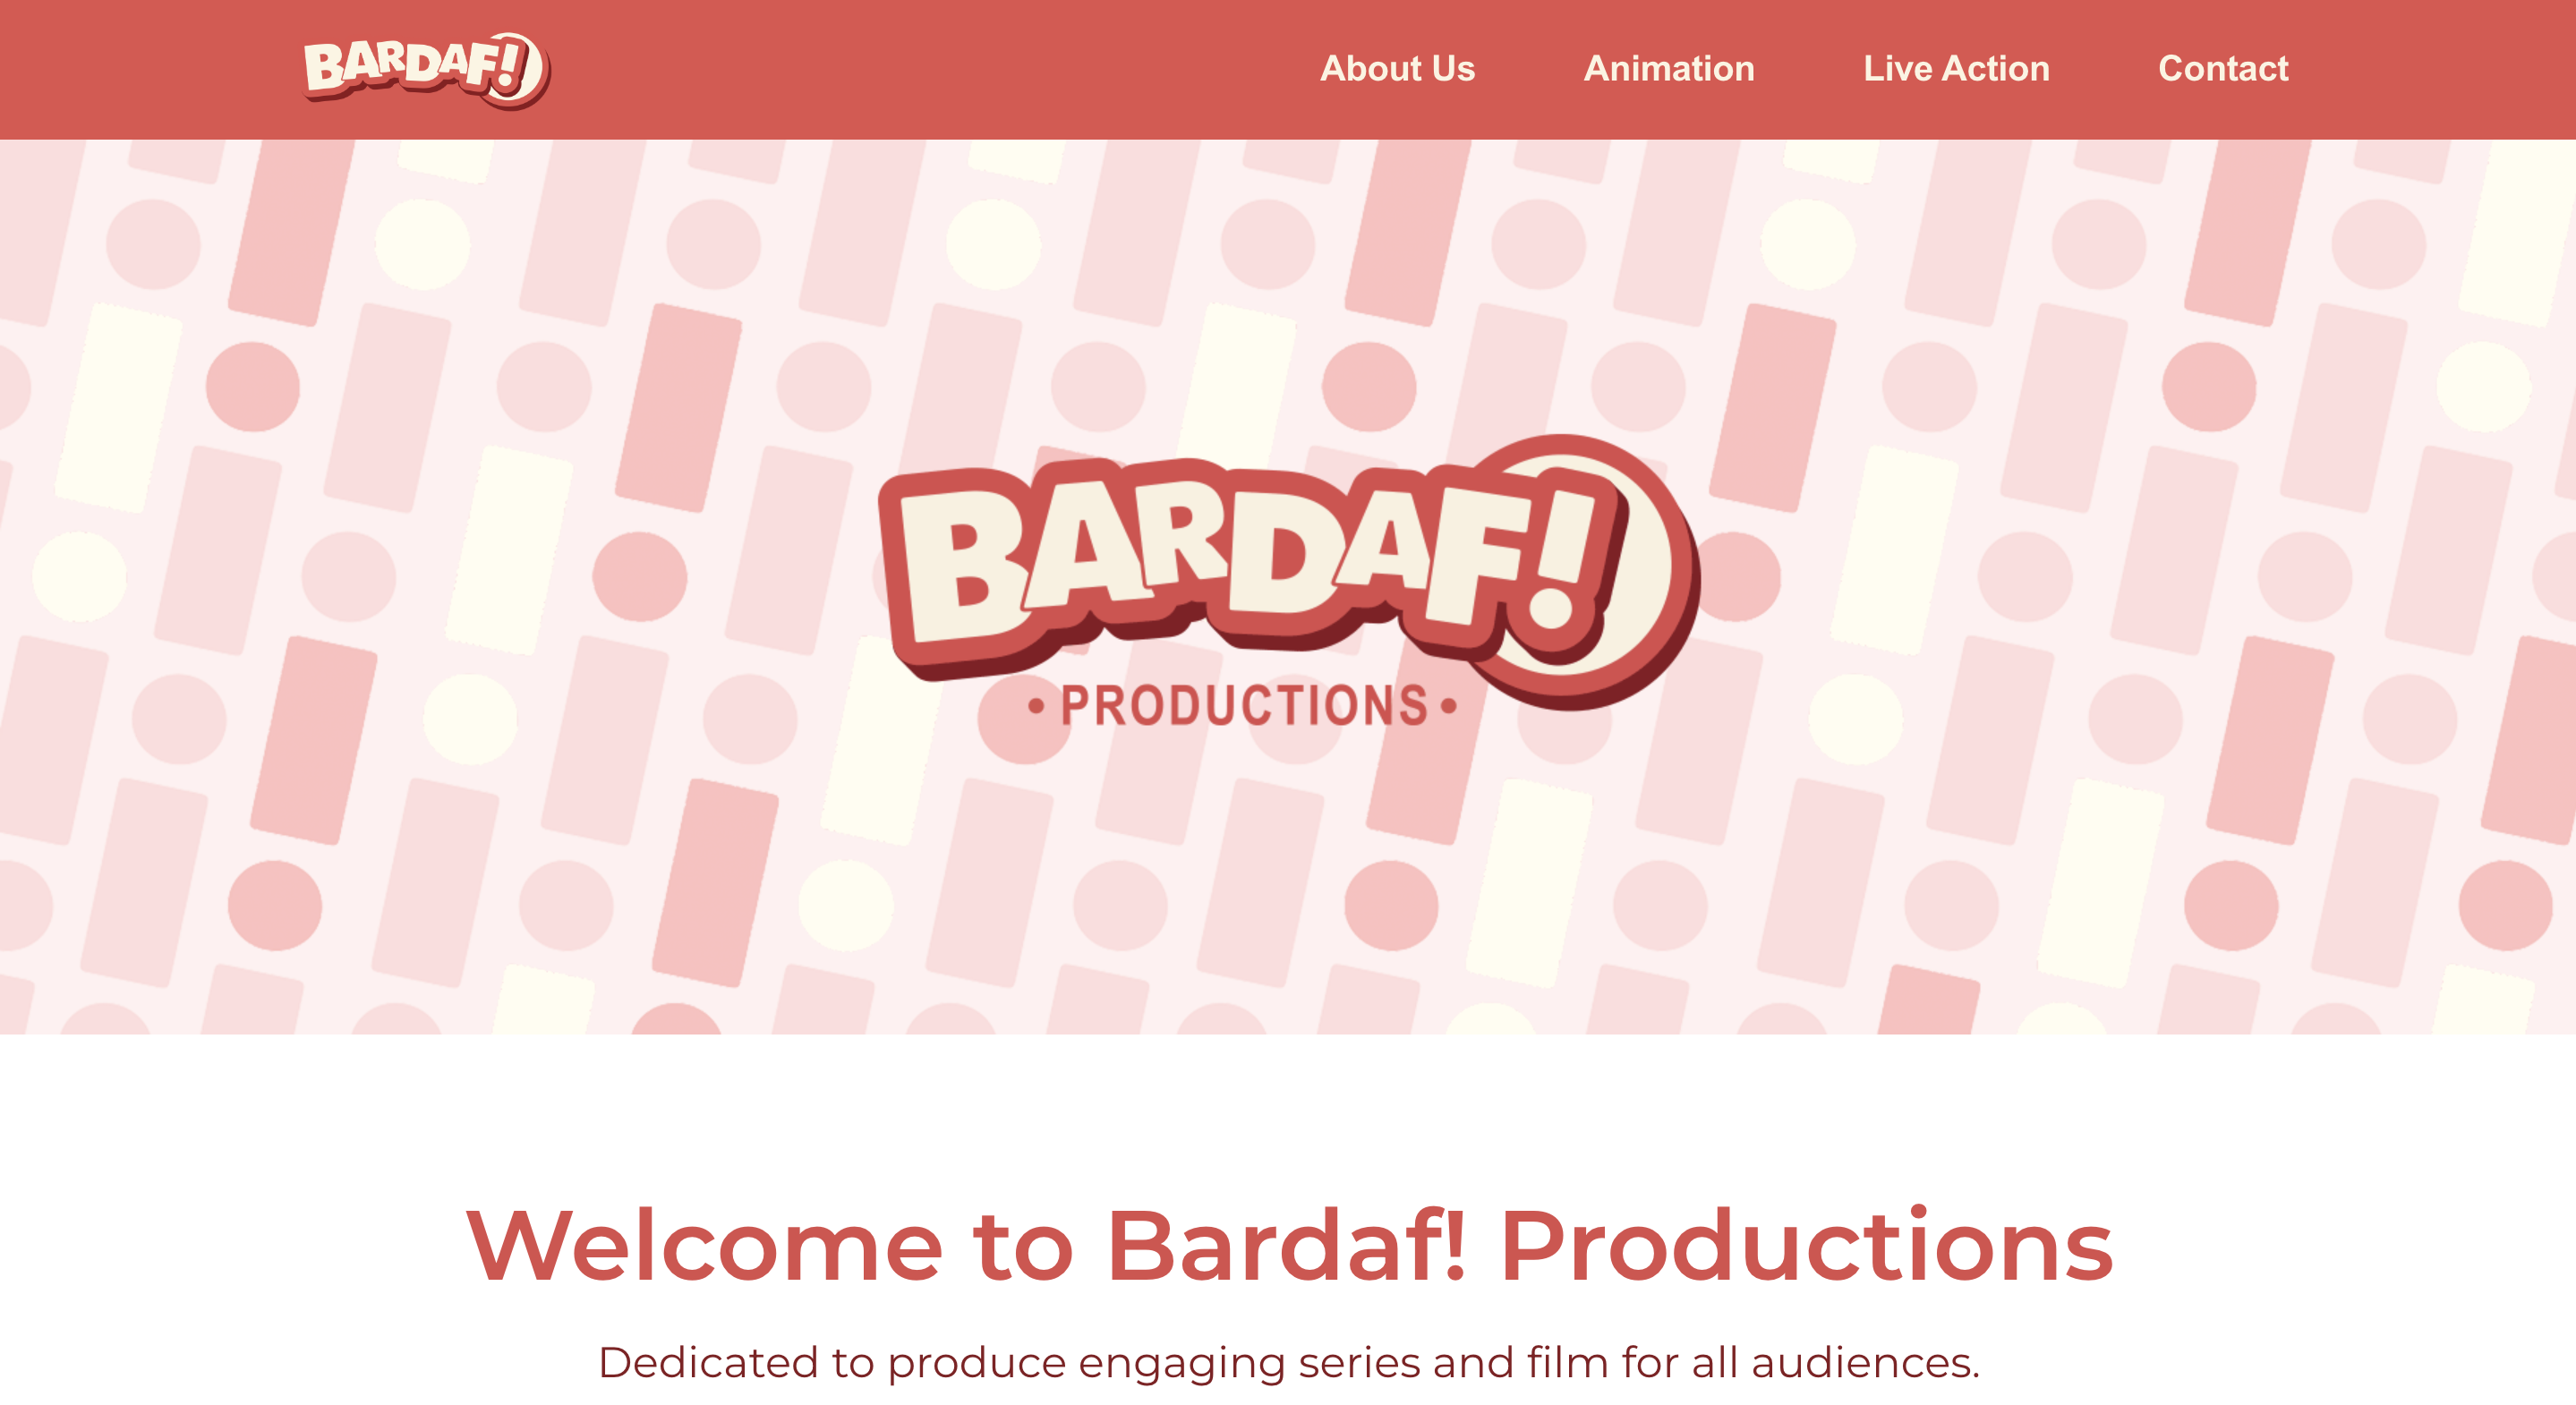 BARDAF!
About Us Animation Live Action Contact
BARDAF!
• PRODUCTIONS •
Welcome to Bardaf! Productions
Dedicated to produce engaging series and film for all audiences.